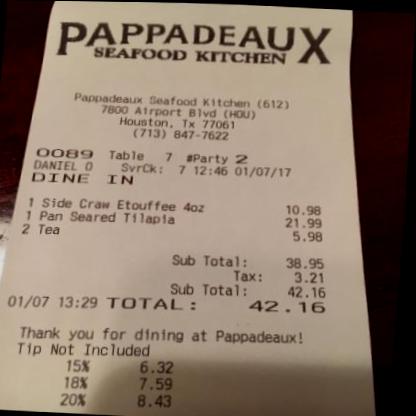 PAPPADEAUX
SEAFOOD KITCHEN
Pappadeaux Seafood Kitchen (612)
7800 Airport Blvd (HOU)
Houston, Tx 77061
(713) 847-7622
0089 Table 7 #Party 2
DANIEL O SvrCk: 7 12:46 01/07/17
DINE IN
1 Side Craw Etouffee 4oz 10.98
1 Pan Seared Tilapia 21.99
2 Tea 5.98
Sub Total: 38.95
Tax: 3.21
Sub Total: 42.16
01/07 13:29 TOTAL: 42.16
Thank you for dining at Pappadeaux!
Tip Not Included
15% 6.32
18% 7.59
20% 8.43